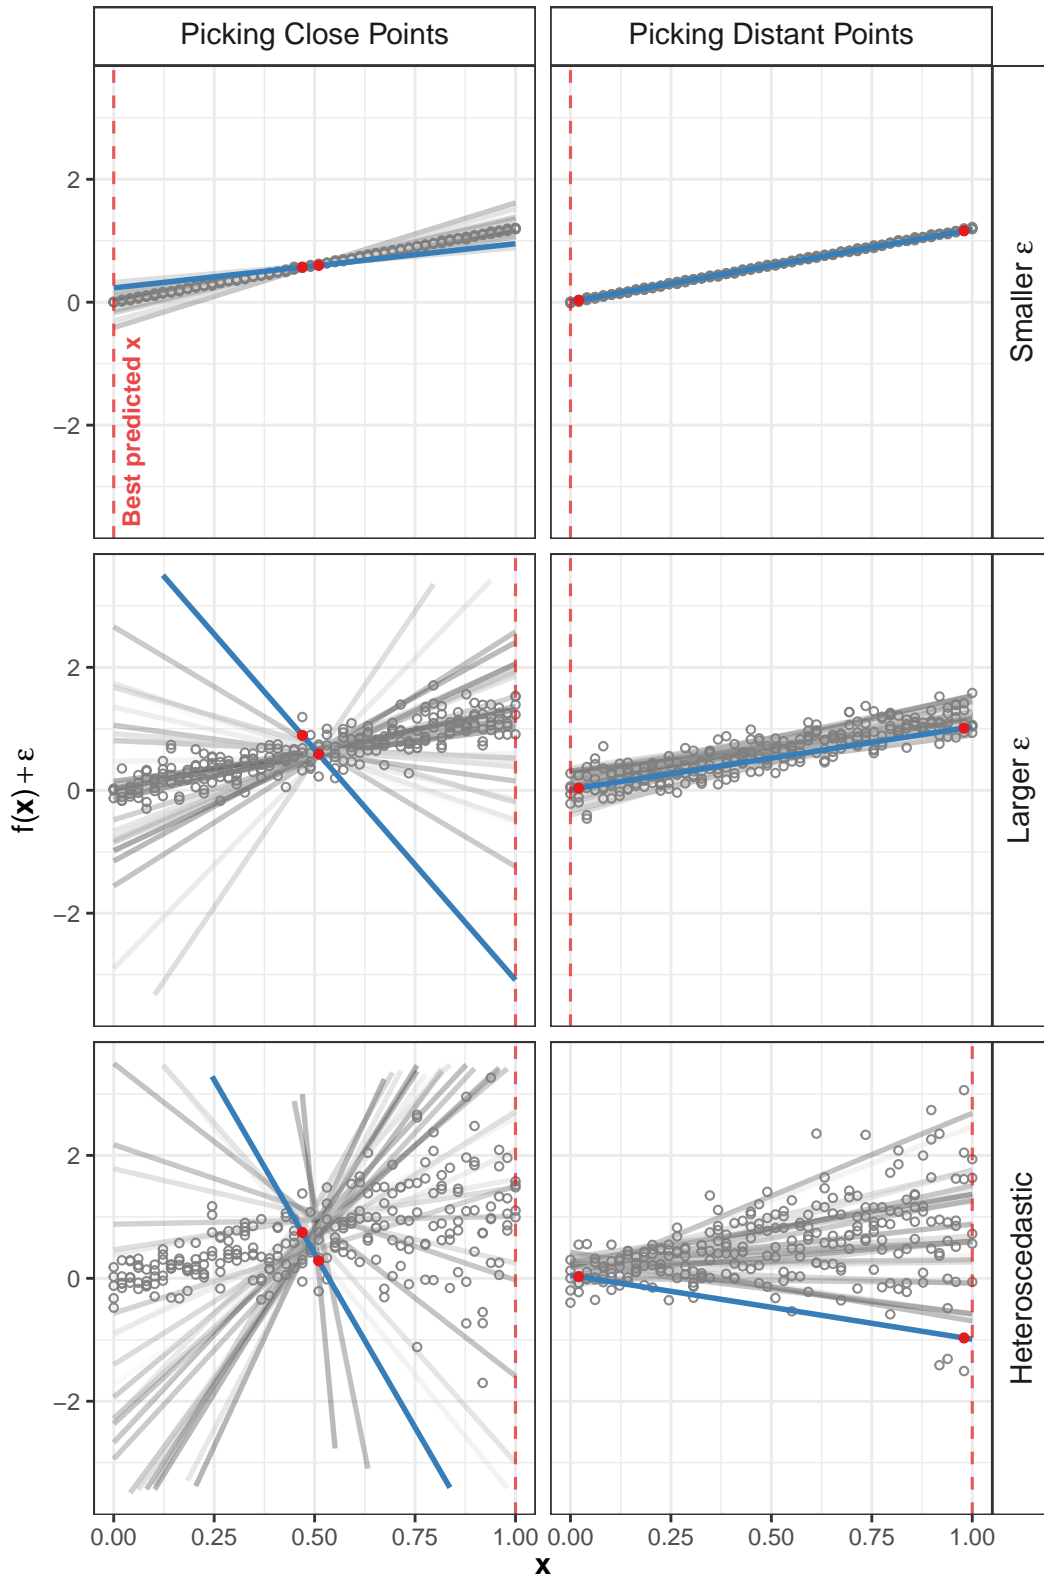 Picking Close Points
Picking Distant Points
2
0
−2
Best predicted x
Smaller ε
2
0
−2
Larger ε
f(x) + ε
2
0
−2
Heteroscedastic
0.00 0.25 0.50 0.75 1.00
0.00 0.25 0.50 0.75 1.00
x